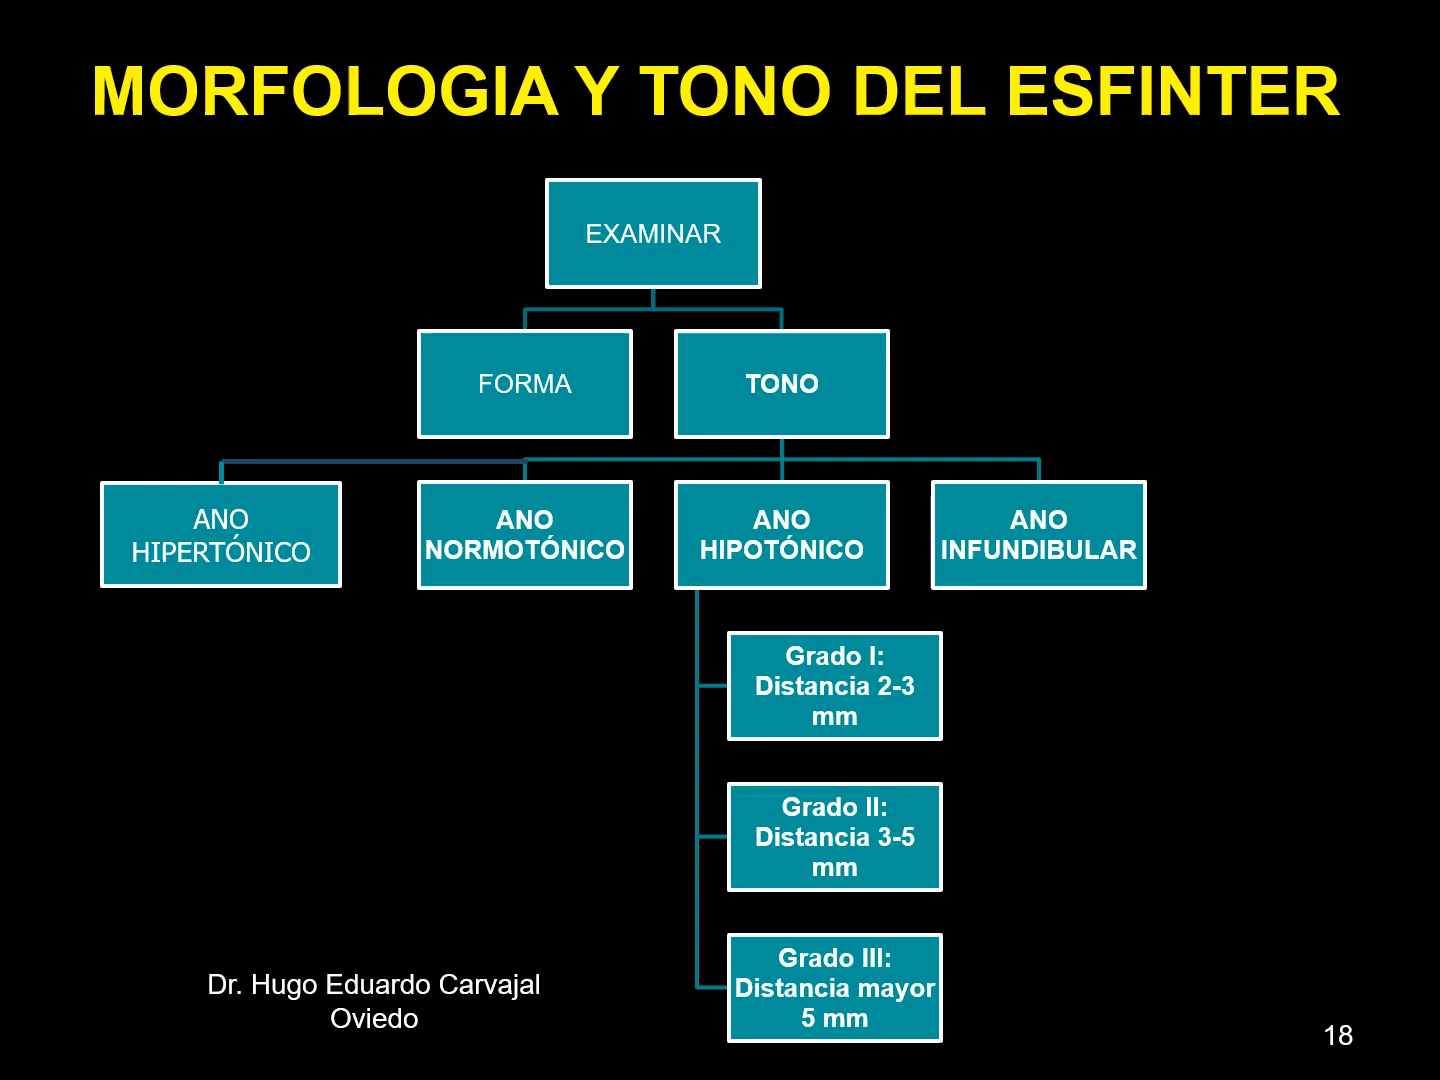 MORFOLOGIA Y TONO DEL ESFINTER
EXAMINAR
FORMA
TONO
ANO
HIPERTÓNICO
ANO
NORMOTÓNICO
ANO
HIPOTÓNICO
ANO
INFUNDIBULAR
Grado I:
Distancia 2-3
mm
Grado II:
Distancia 3-5
mm
Grado III:
Distancia mayor
5 mm
Dr. Hugo Eduardo Carvajal
Oviedo
18